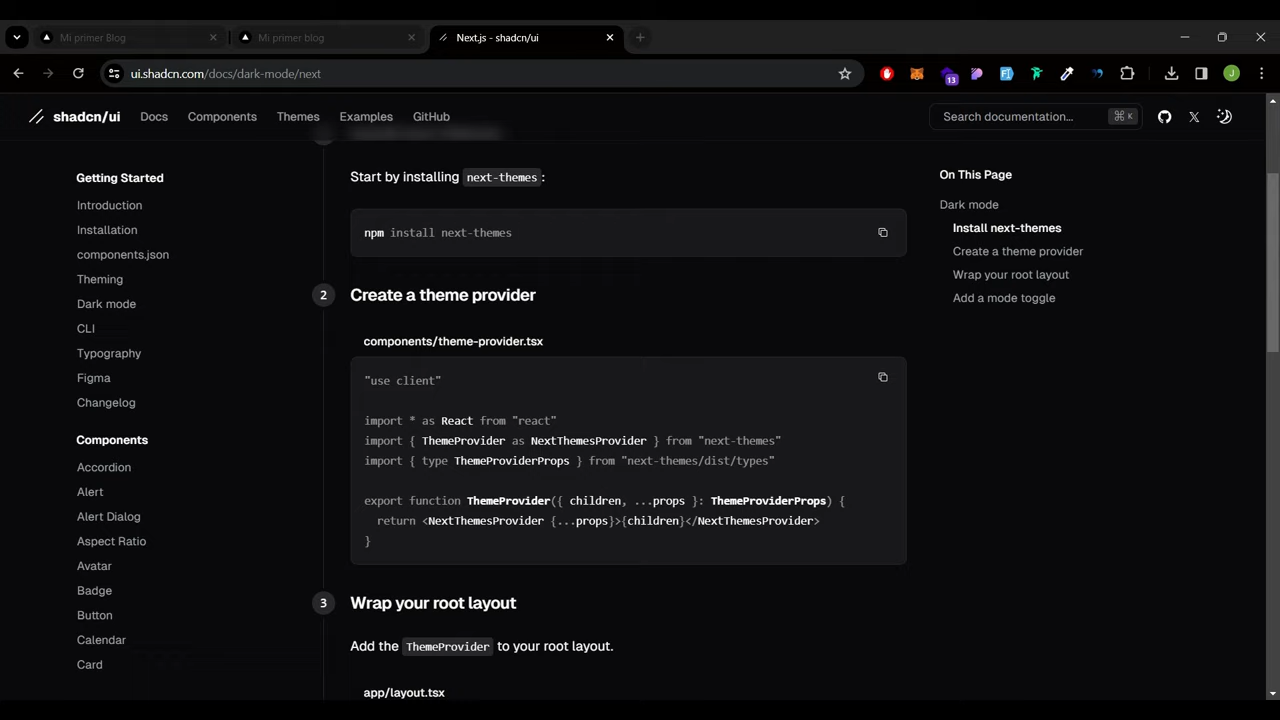 Mi primer Blog
Mi primer blog
Next.js - shadcn/ui
ui.shadcn.com/docs/dark-mode/next
13
J
shadcn/ui
Docs
Components
Themes
Examples
GitHub
Search documentation...
⌘ K
Getting Started
Introduction
Installation
components.json
Theming
Dark mode
CLI
Typography
Figma
Changelog
Components
Accordion
Alert
Alert Dialog
Aspect Ratio
Avatar
Badge
Button
Calendar
Card
Start by installing next-themes:
npm install next-themes
2
Create a theme provider
components/theme-provider.tsx
"use client"
import * as React from "react"
import { ThemeProvider as NextThemesProvider } from "next-themes"
import { type ThemeProviderProps } from "next-themes/dist/types"
export function ThemeProvider({ children, ...props }: ThemeProviderProps) {
return <NextThemesProvider {...props}>{children}</NextThemesProvider>
}
3
Wrap your root layout
Add the ThemeProvider to your root layout.
app/layout.tsx
On This Page
Dark mode
Install next-themes
Create a theme provider
Wrap your root layout
Add a mode toggle